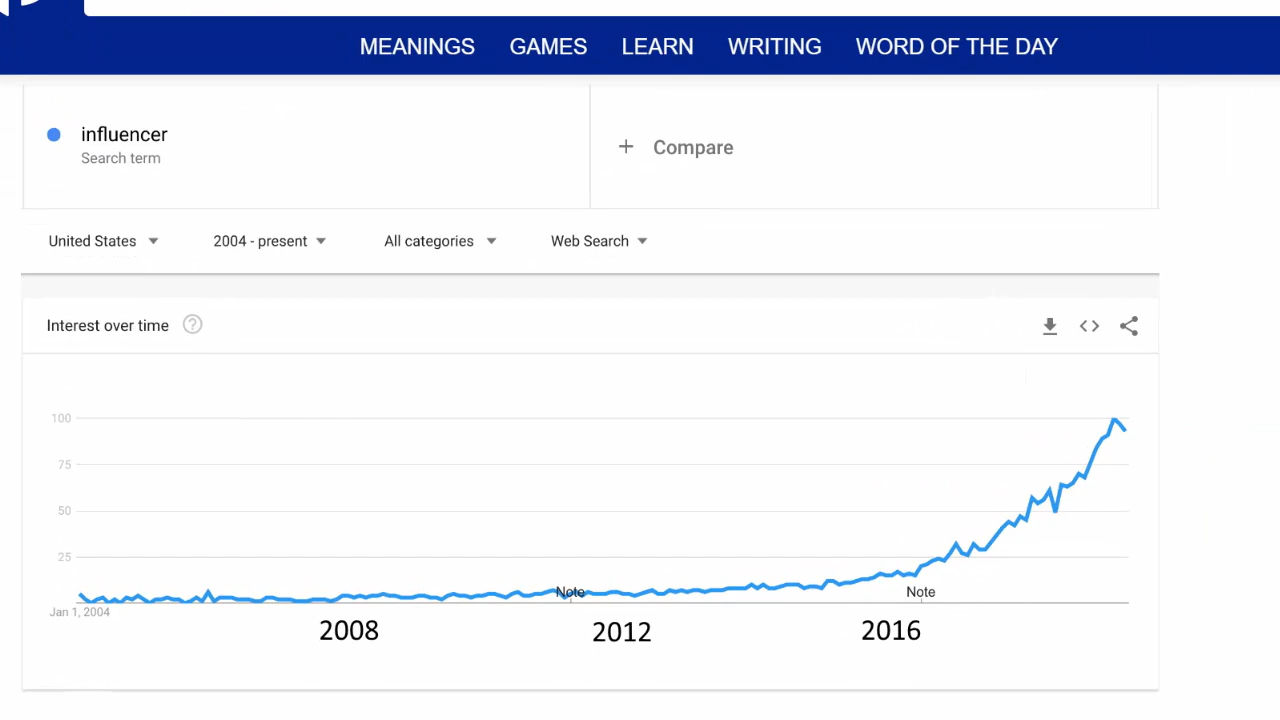 MEANINGS GAMES LEARN WRITING WORD OF THE DAY
influencer
Search term
+ Compare
United States 2004 - present All categories Web Search
Interest over time ?
100
75
50
25
Note Note
Jan 1, 2004
2008 2012 2016